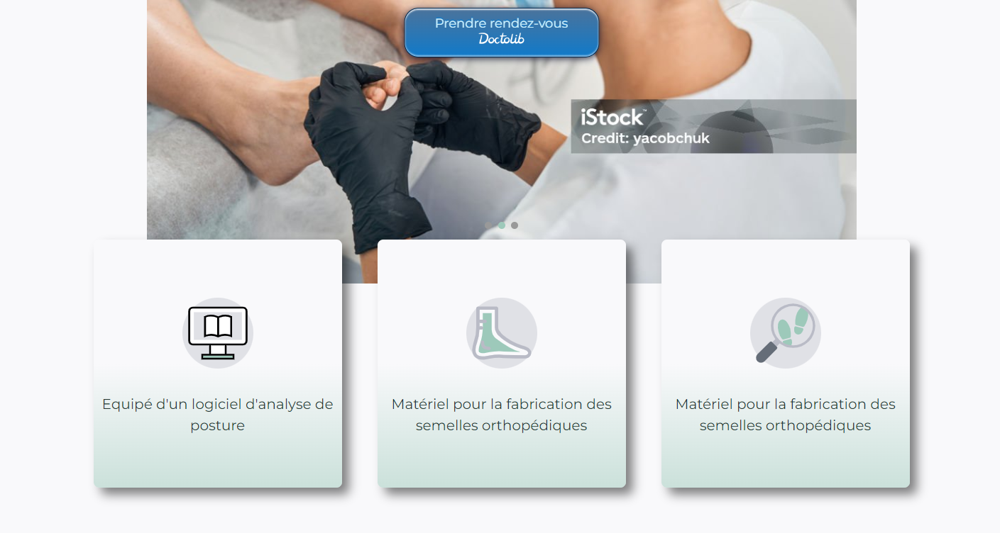 Prendre rendez-vous
Doctolib
iStock™
Credit: yacobchuk
Equipé d'un logiciel d'analyse de
posture
Matériel pour la fabrication des
semelles orthopédiques
Matériel pour la fabrication des
semelles orthopédiques